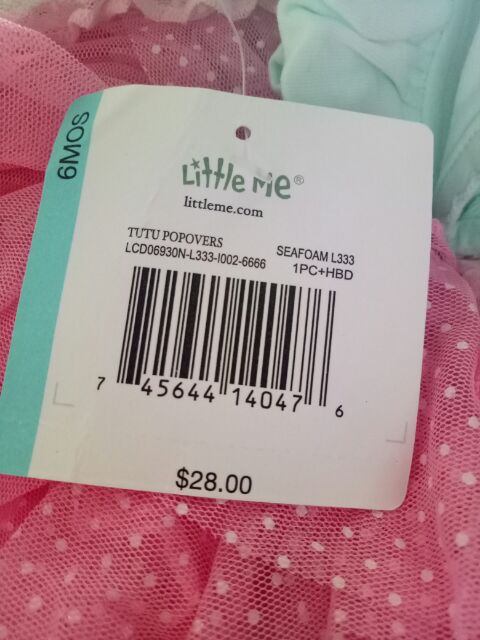 6MOS
Little Me®
littleme.com
TUTU POPOVERS
SEAFOAM L333
LCD06930N-L333-I002-6666
1PC+HBD
7 45644 14047 6
$28.00